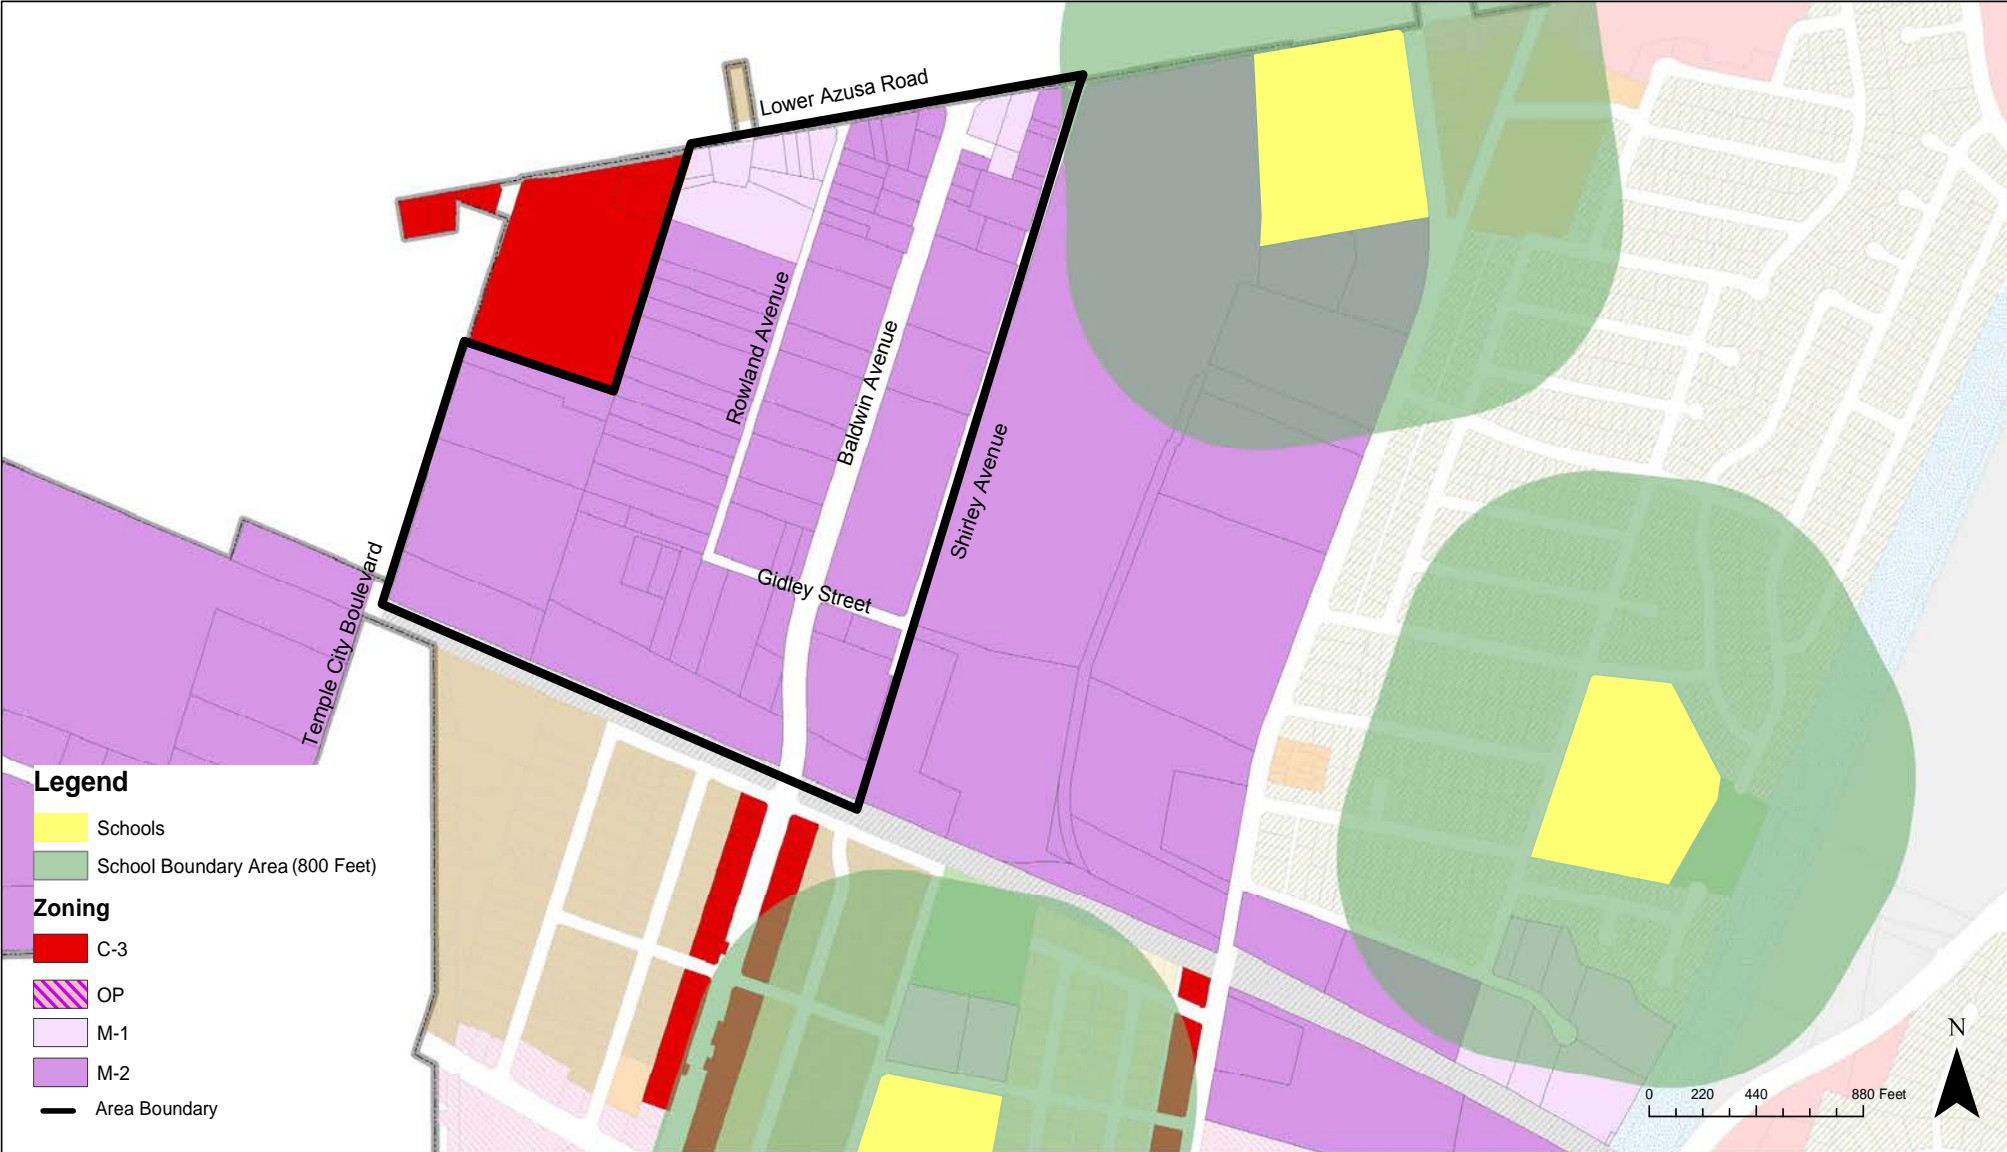 Lower Azusa Road
Rowland Avenue
Baldwin Avenue
Shirley Avenue
Gidley Street
Temple City Boulevard
Legend
Schools
School Boundary Area (800 Feet)
Zoning
C-3
OP
M-1
M-2
Area Boundary
N
0 220 440 880 Feet